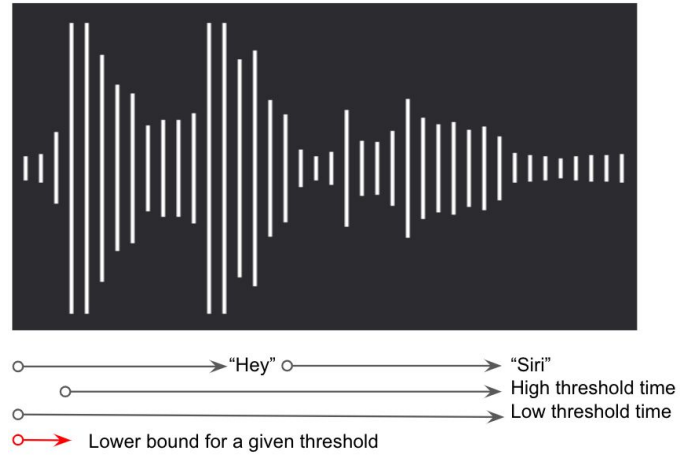 “Hey” “Siri”
High threshold time
Low threshold time
Lower bound for a given threshold